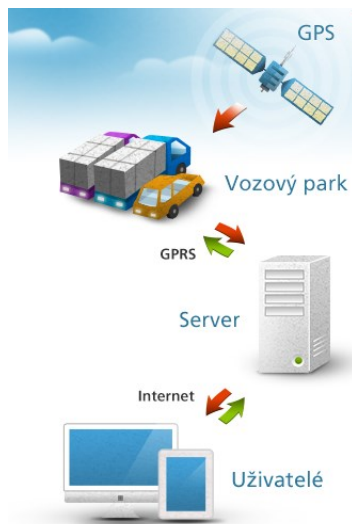 GPS
Vozový park
GPRS
Server
Internet
Uživatelé